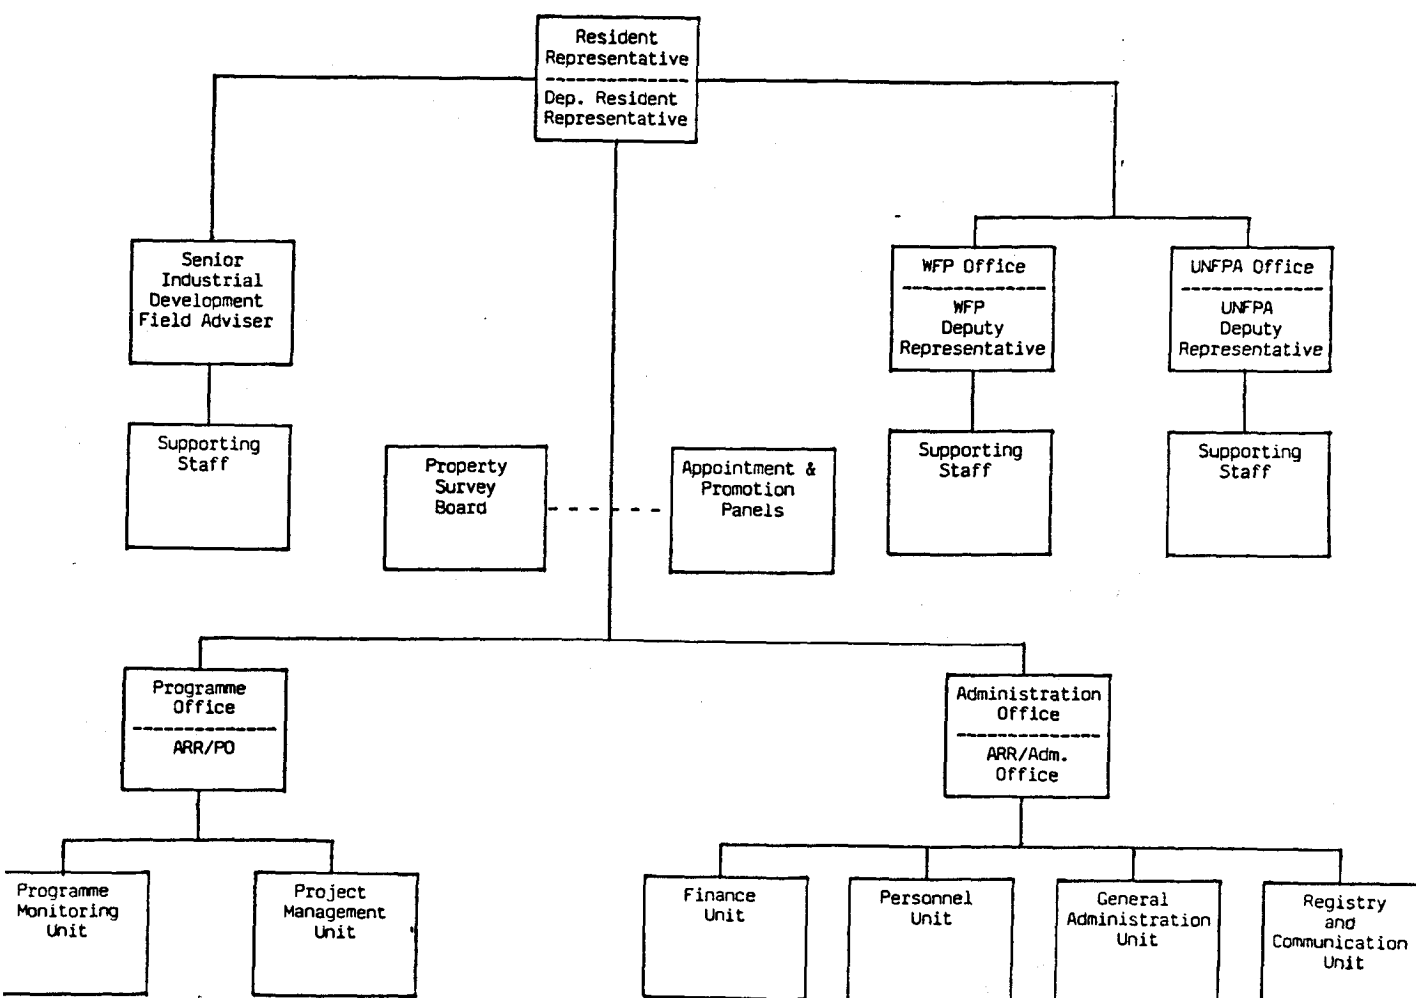 Resident
Representative
Dep. Resident
Representative
Senior
Industrial
Development
Field Adviser
WFP Office
WFP
Deputy
Representative
UNFPA Office
UNFPA
Deputy
Representative
Supporting
Staff
Property
Survey
Board
Appointment &
Promotion
Panels
Supporting
Staff
Supporting
Staff
Programme
Office
ARR/PO
Administration
Office
ARR/Adm.
Office
Programme
Monitoring
Unit
Project
Management
Unit
Finance
Unit
Personnel
Unit
General
Administration
Unit
Registry
and
Communication
Unit